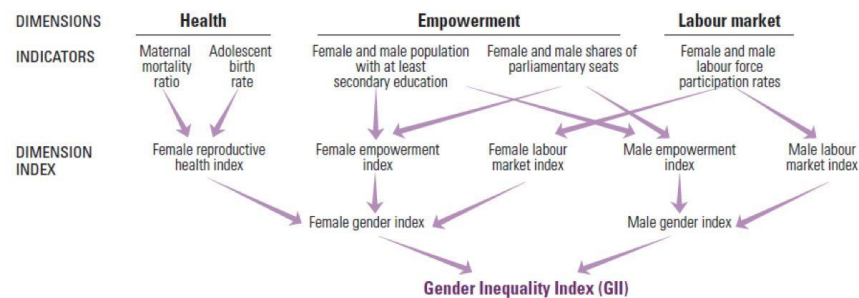 DIMENSIONS Health Empowerment Labour market
INDICATORS
Maternal
mortality
ratio
Adolescent
birth
rate
Female and male population
with at least
secondary education
Female and male shares of
parliamentary seats
Female and male
labour force
participation rates
DIMENSION
INDEX
Female reproductive
health index
Female empowerment
index
Female labour
market index
Male empowerment
index
Male labour
market index
Female gender index
Male gender index
Gender Inequality Index (GII)